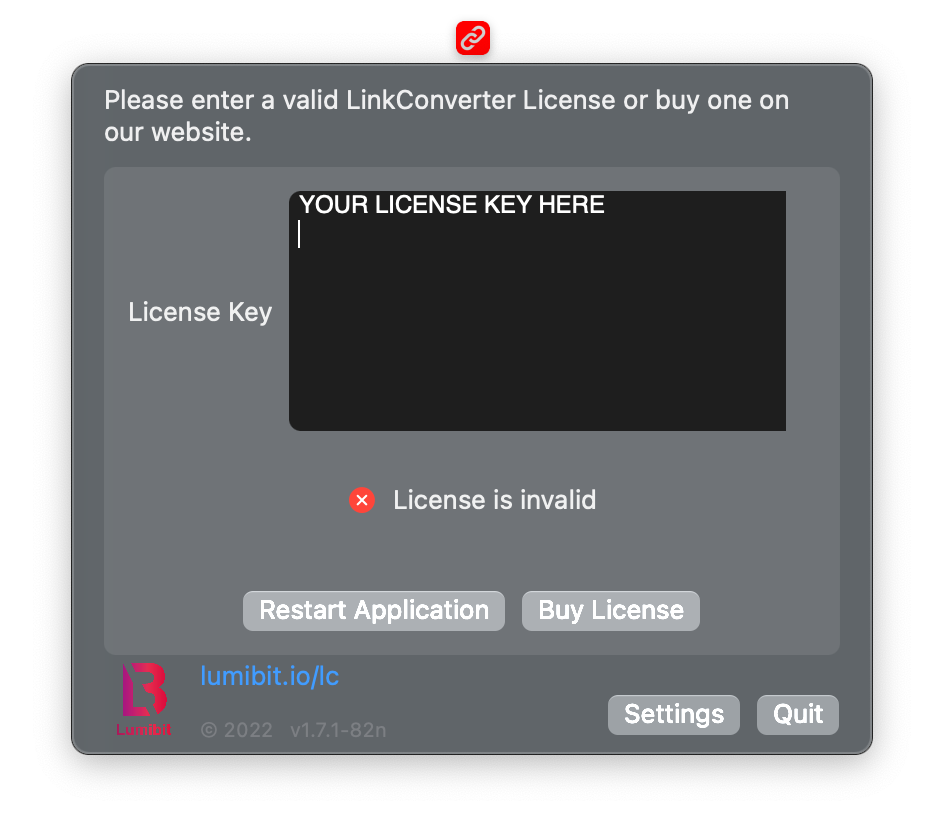 Please enter a valid LinkConverter License or buy one on
our website.
YOUR LICENSE KEY HERE
License Key
License is invalid
Restart Application
Buy License
lumibit.io/lc
Settings
Quit
Lumibit
© 2022 v1.7.1-82n